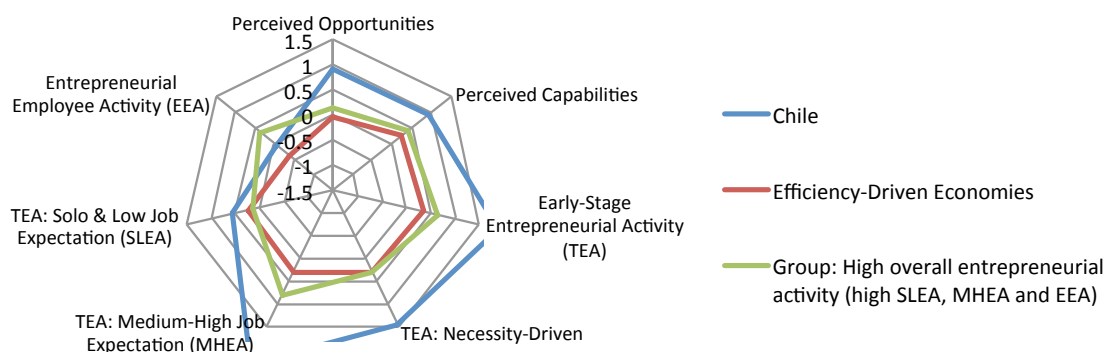 Perceived Opportunities
1.5
1
0.5
0
-0.5
-1
-1.5
Perceived Capabilities
Early-Stage
Entrepreneurial Activity
(TEA)
TEA: Necessity-Driven
TEA: Medium-High Job
Expectation (MHEA)
TEA: Solo & Low Job
Expectation (SLEA)
Entrepreneurial
Employee Activity (EEA)
Chile
Efficiency-Driven Economies
Group: High overall entrepreneurial
activity (high SLEA, MHEA and EEA)